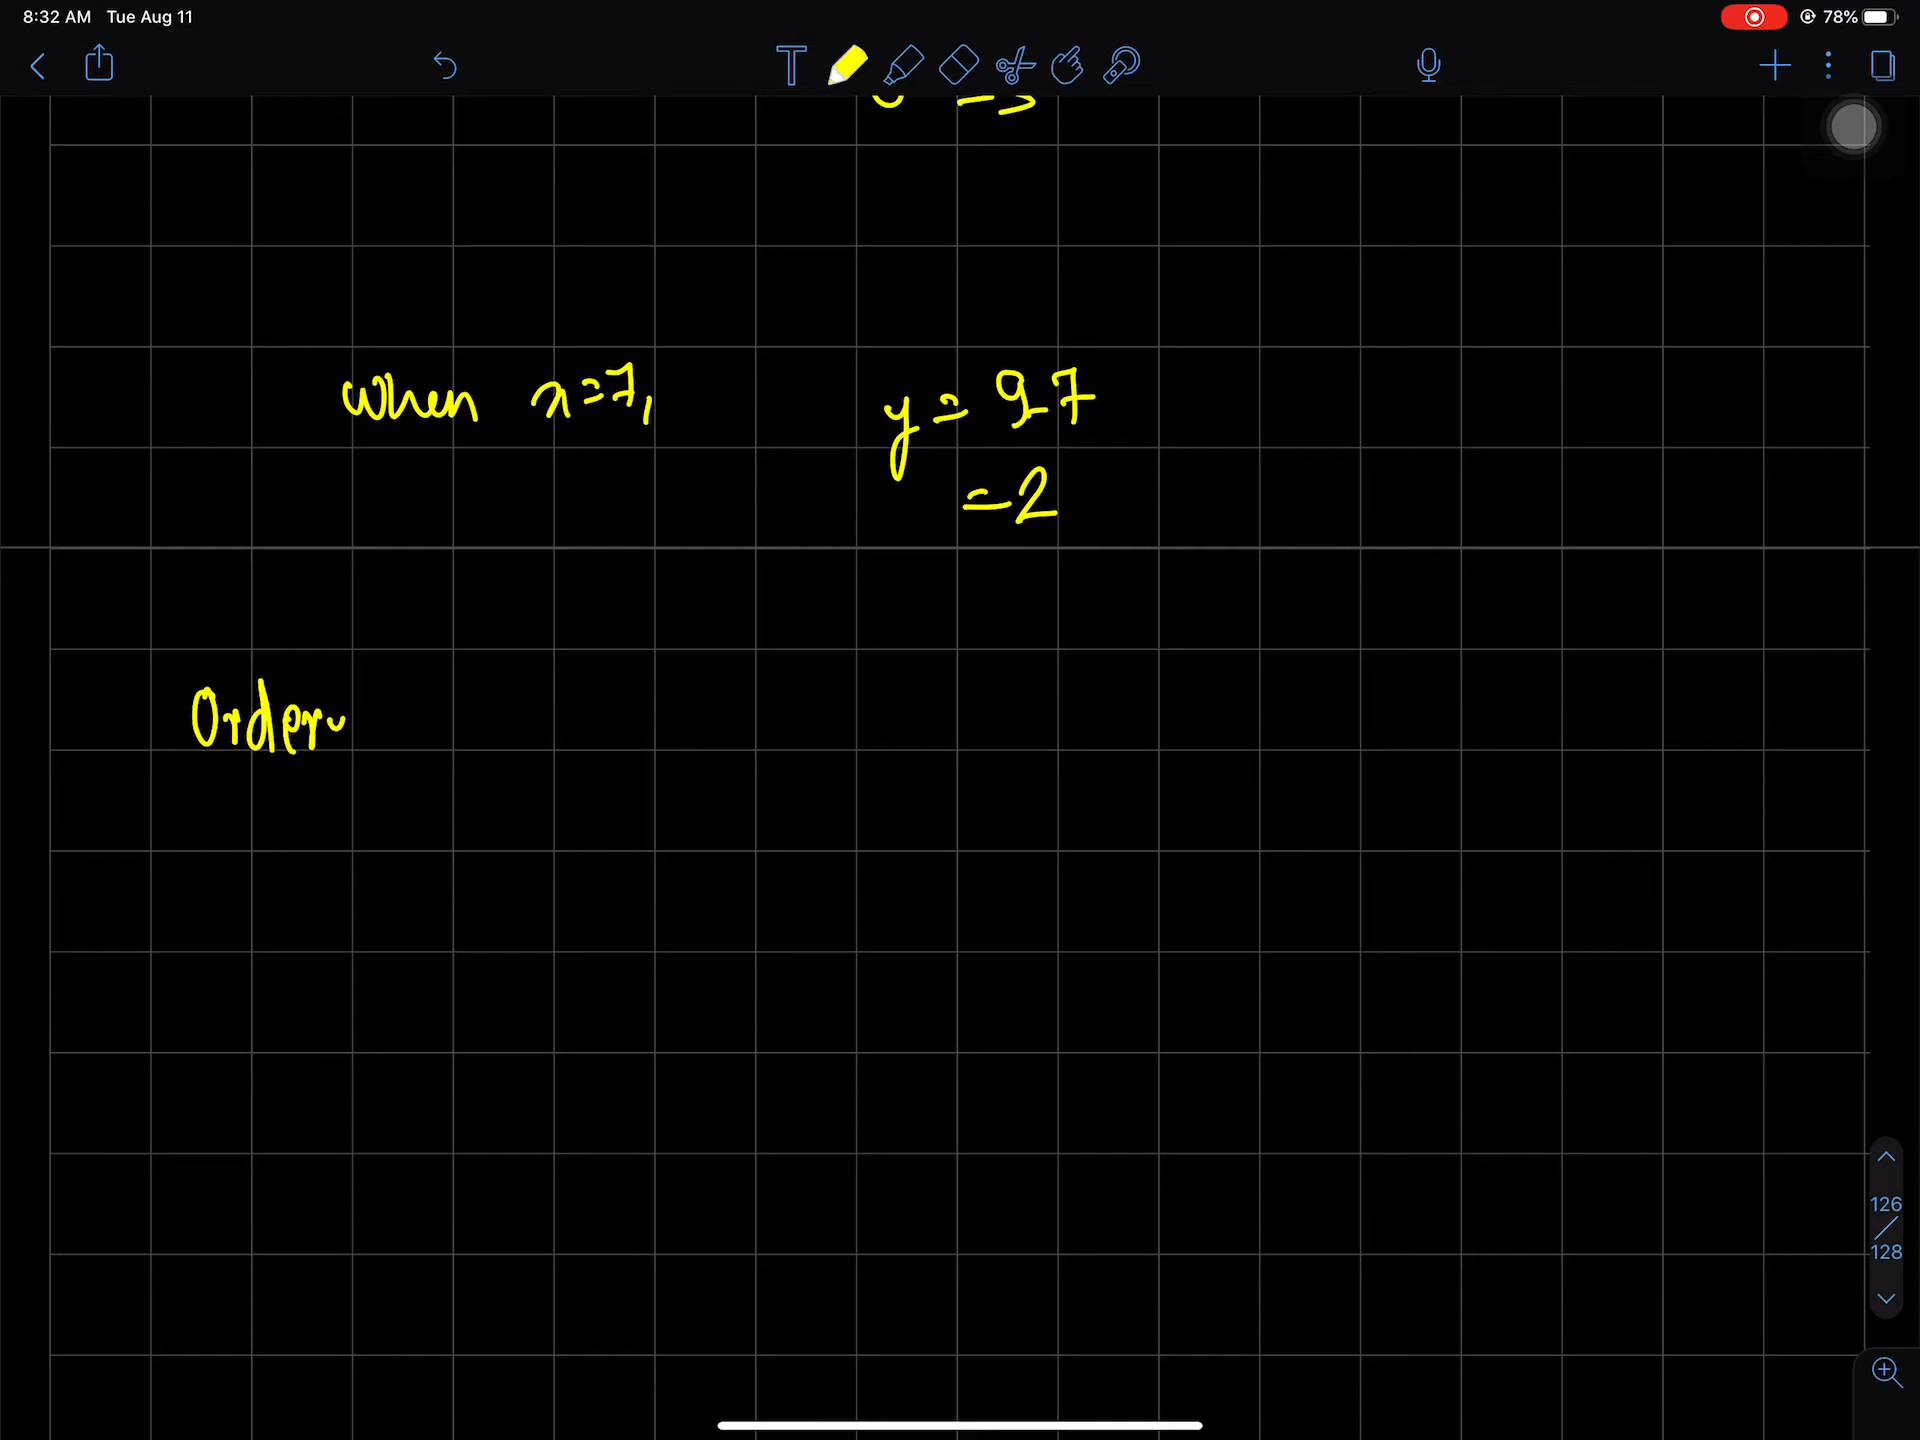 8:32 AM Tue Aug 11
78%
when x=7, y= 9-7
=2
Order
126
128